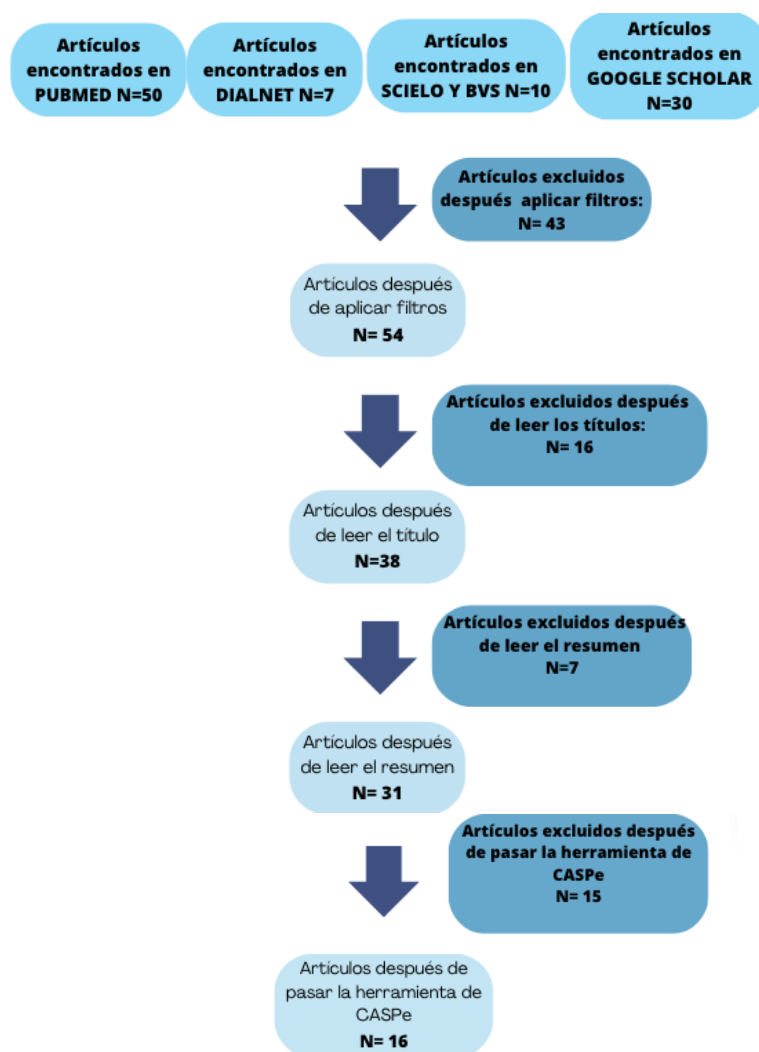 Artículos
encontrados en
PUBMED N=50
Artículos
encontrados en
DIALNET N=7
Artículos
encontrados en
SCIELO Y BVS N=10
Artículos
encontrados en
GOOGLE SCHOLAR
N=30
Artículos excluidos
después aplicar filtros:
N= 43
Artículos después
de aplicar filtros
N= 54
Artículos excluidos después
de leer los títulos:
N= 16
Artículos después
de leer el título
N=38
Artículos excluidos después
de leer el resumen
N=7
Artículos después
de leer el resumen
N= 31
Artículos excluidos después
de pasar la herramienta de
CASPe
N= 15
Artículos después de
pasar la herramienta de
CASPe
N= 16